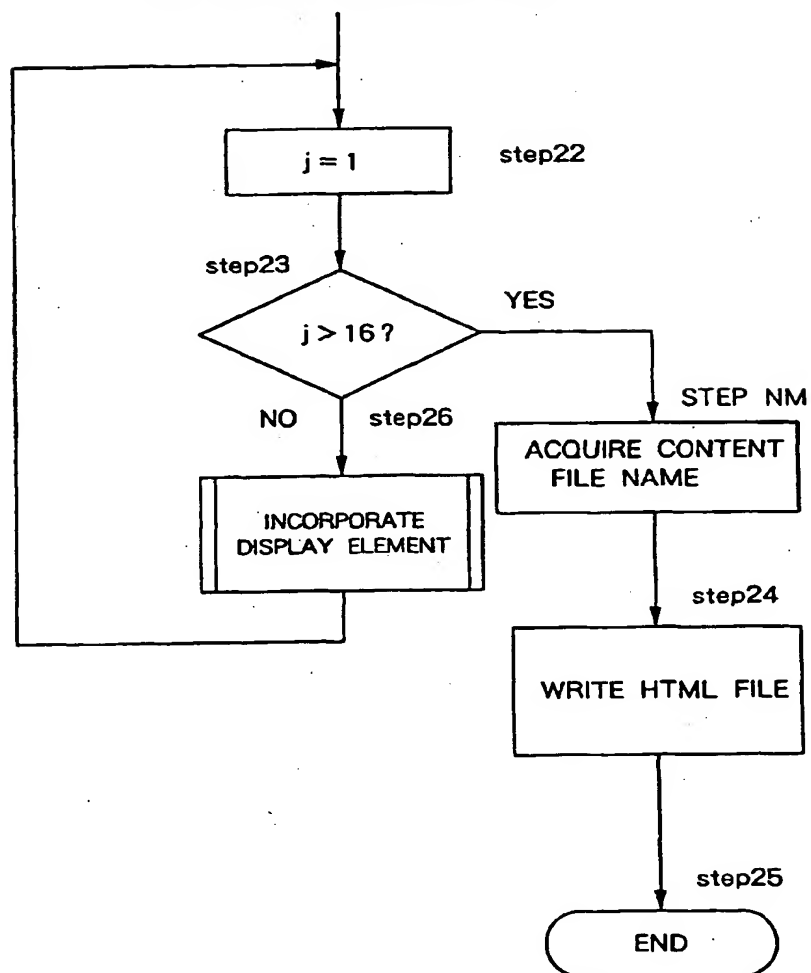 j = 1
step22
step23
j > 16 ?
YES
NO
step26
STEP NM
ACQUIRE CONTENT
FILE NAME
INCORPORATE
DISPLAY ELEMENT
step24
WRITE HTML FILE
step25
END